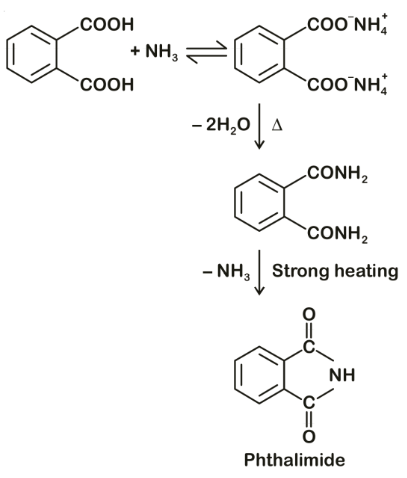 COOH COO⁻NH₄⁺
+ NH₃
COOH COO⁻NH₄⁺
– 2H₂O Δ
CONH₂
CONH₂
– NH₃ Strong heating
O
C
NH
C
O
Phthalimide